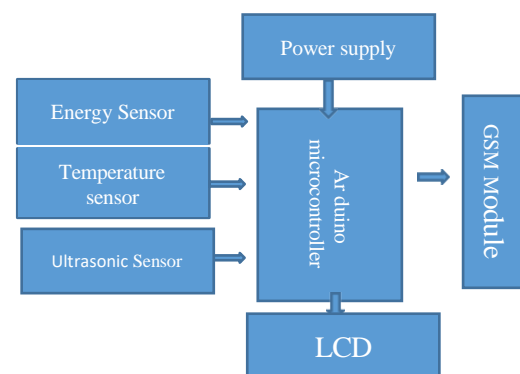 Power supply
Energy Sensor
Temperature
sensor
Ultrasonic Sensor
Ar duino
microcontroller
GSM Module
LCD